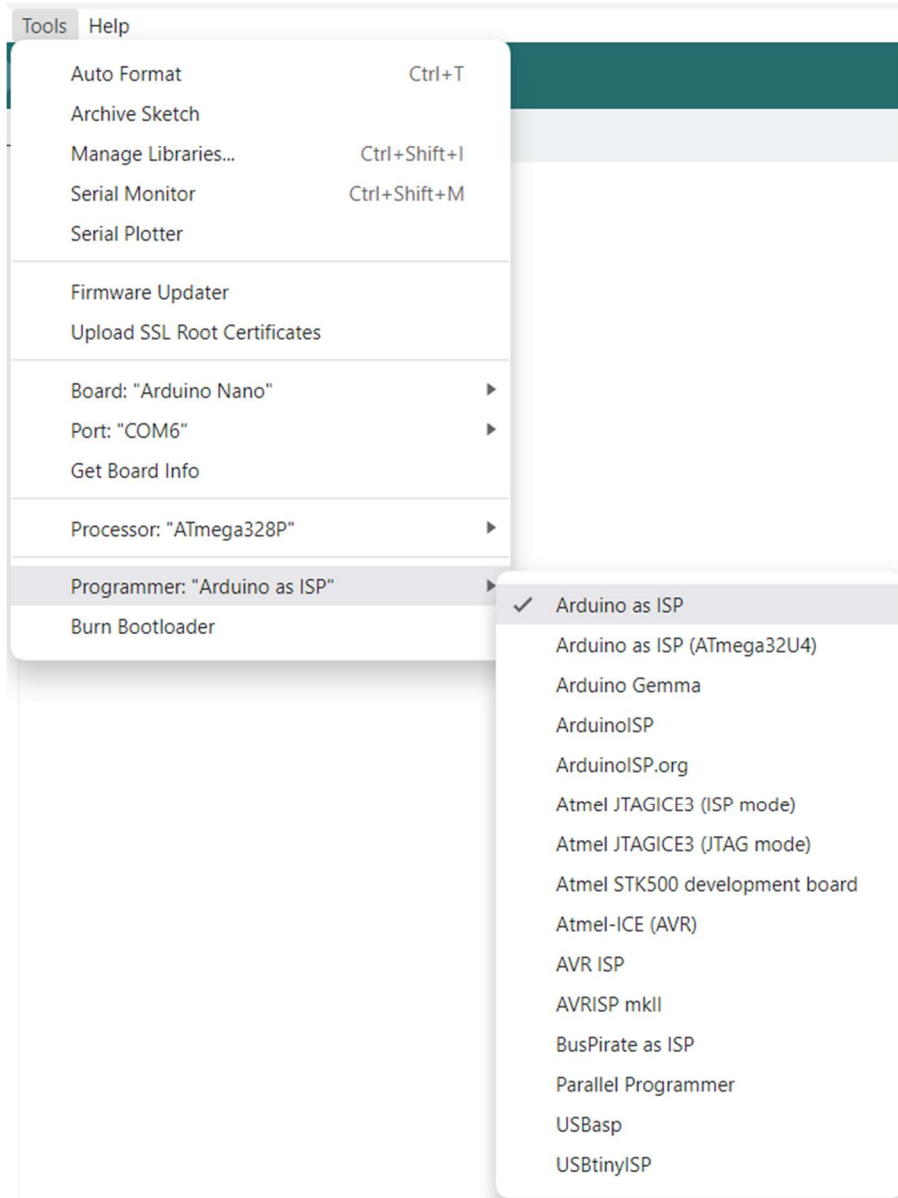 Tools Help
Auto Format Ctrl+T
Archive Sketch
Manage Libraries... Ctrl+Shift+I
Serial Monitor Ctrl+Shift+M
Serial Plotter
Firmware Updater
Upload SSL Root Certificates
Board: "Arduino Nano"
Port: "COM6"
Get Board Info
Processor: "ATmega328P"
Programmer: "Arduino as ISP"
Burn Bootloader
Arduino as ISP
Arduino as ISP (ATmega32U4)
Arduino Gemma
ArduinoISP
ArduinoISP.org
Atmel JTAGICE3 (ISP mode)
Atmel JTAGICE3 (JTAG mode)
Atmel STK500 development board
Atmel-ICE (AVR)
AVR ISP
AVRISP mkII
BusPirate as ISP
Parallel Programmer
USBasp
USBtinyISP